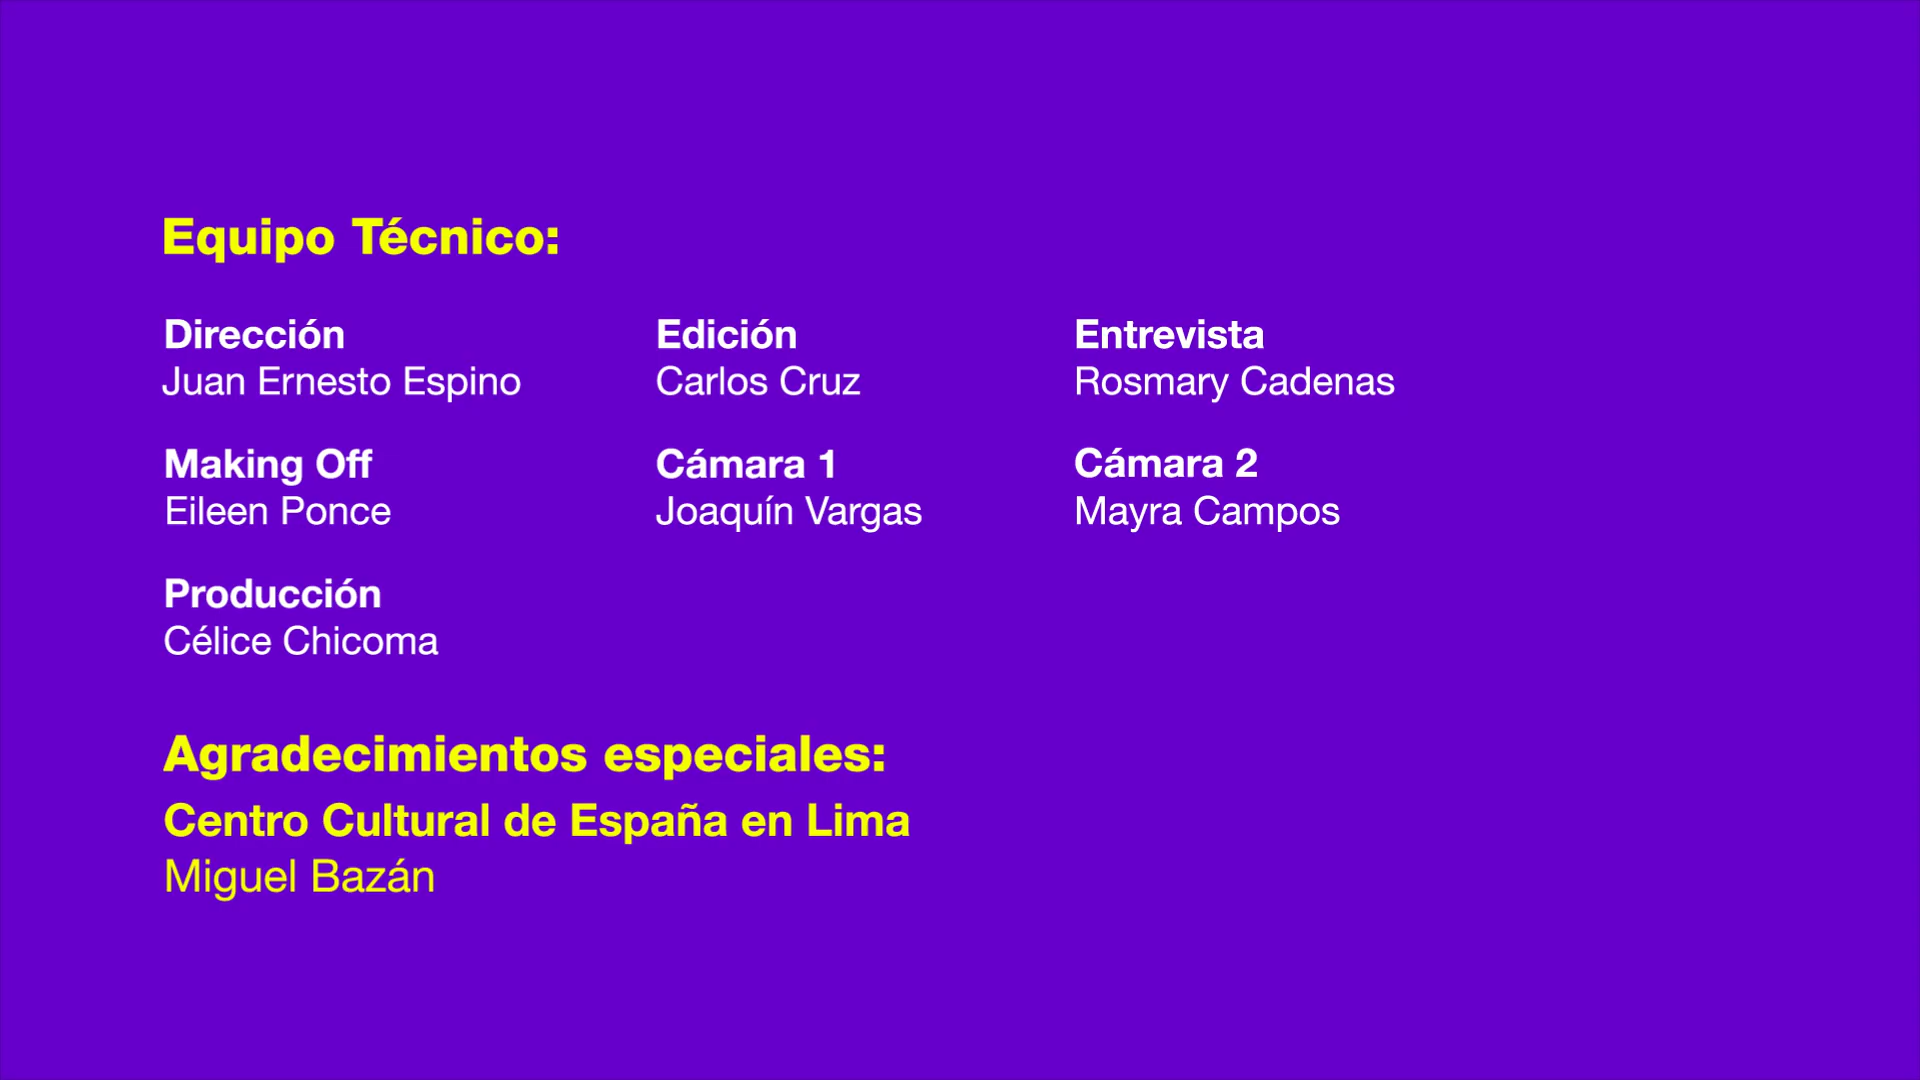 Equipo Técnico:
Dirección
Juan Ernesto Espino
Edición
Carlos Cruz
Entrevista
Rosmary Cadenas
Making Off
Eileen Ponce
Cámara 1
Joaquín Vargas
Cámara 2
Mayra Campos
Producción
Célice Chicoma
Agradecimientos especiales:
Centro Cultural de España en Lima
Miguel Bazán